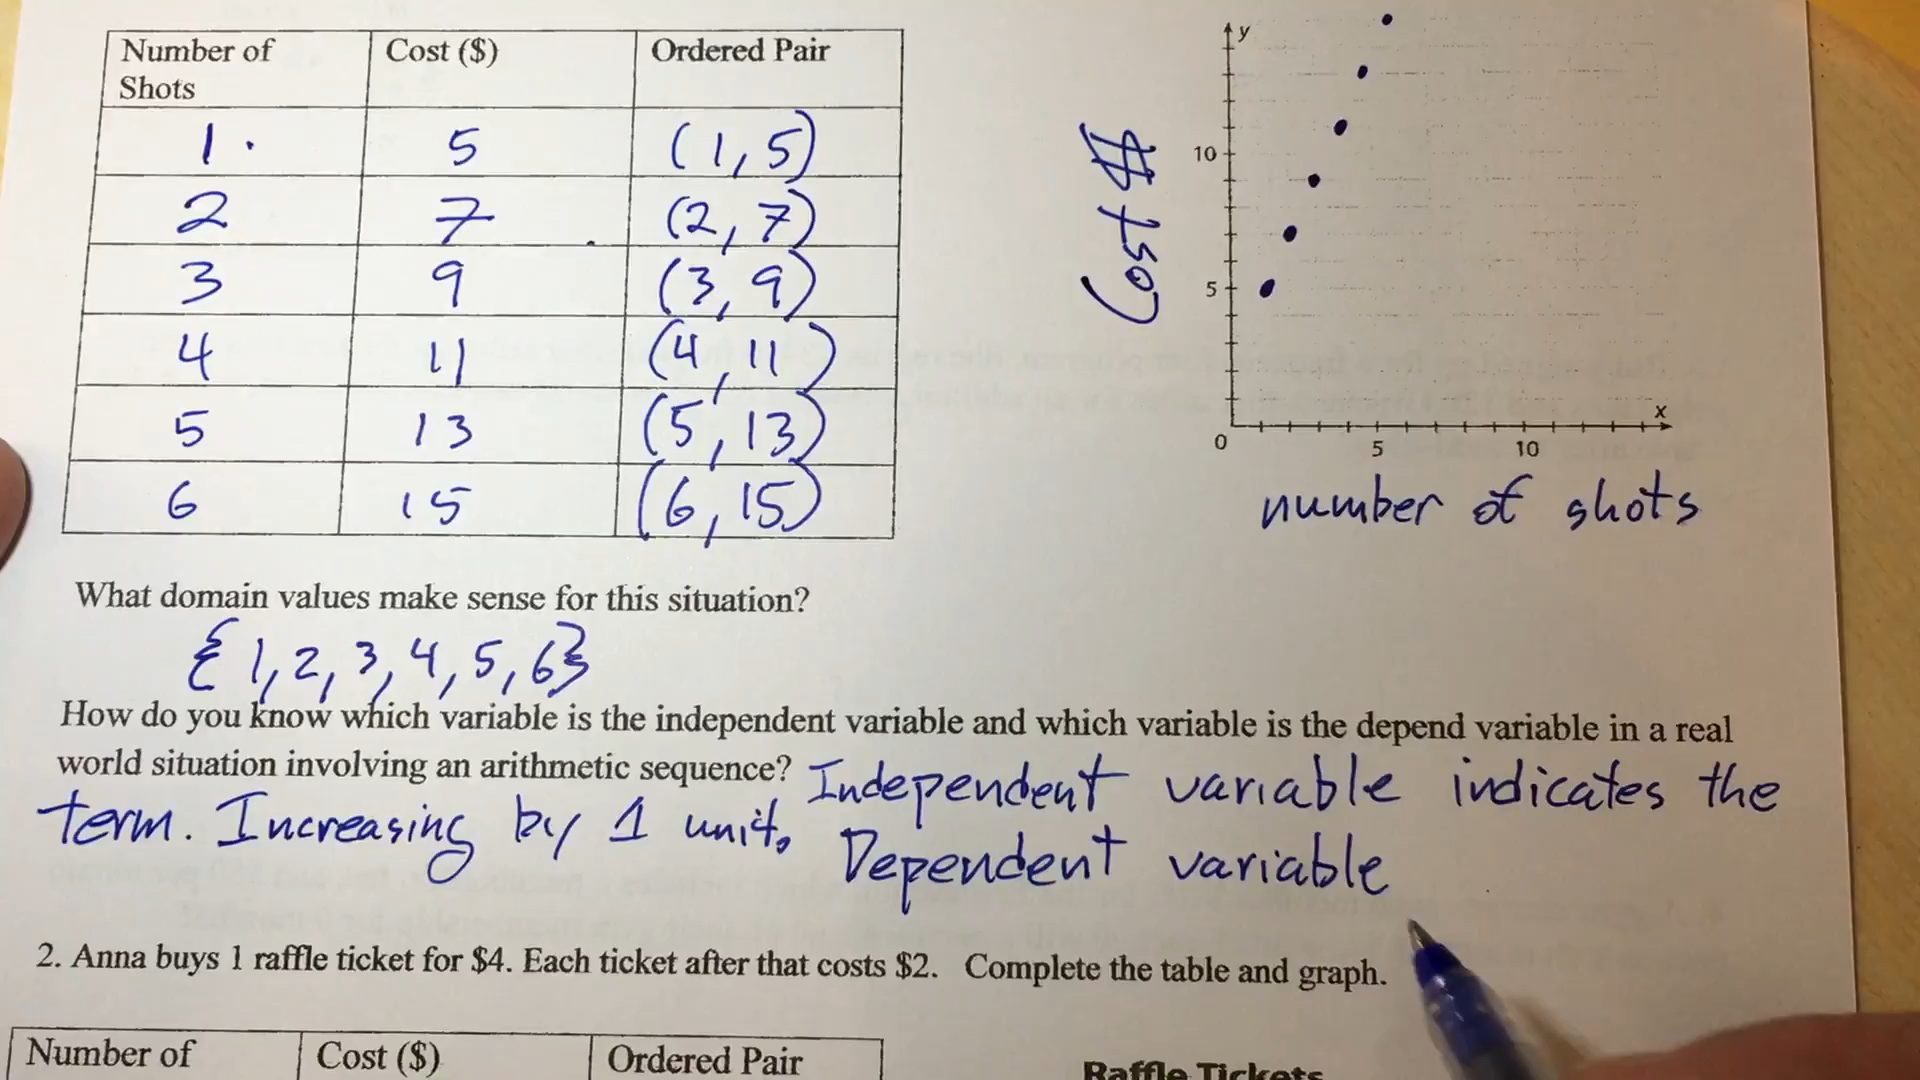 Number of Shots Cost ($) Ordered Pair
1 5 (1, 5)
2 7 (2, 7)
3 9 (3, 9)
4 11 (4, 11)
5 13 (5, 13)
6 15 (6, 15)
y
10
5
0
5
10
x
Cost $
number of shots
What domain values make sense for this situation?
{1, 2, 3, 4, 5, 6}
How do you know which variable is the independent variable and which variable is the depend variable in a real
world situation involving an arithmetic sequence? Independent variable indicates the
term. Increasing by 1 unit. Dependent variable
2. Anna buys 1 raffle ticket for $4. Each ticket after that costs $2. Complete the table and graph.
Number of Cost ($) Ordered Pair
Raffle Tickets